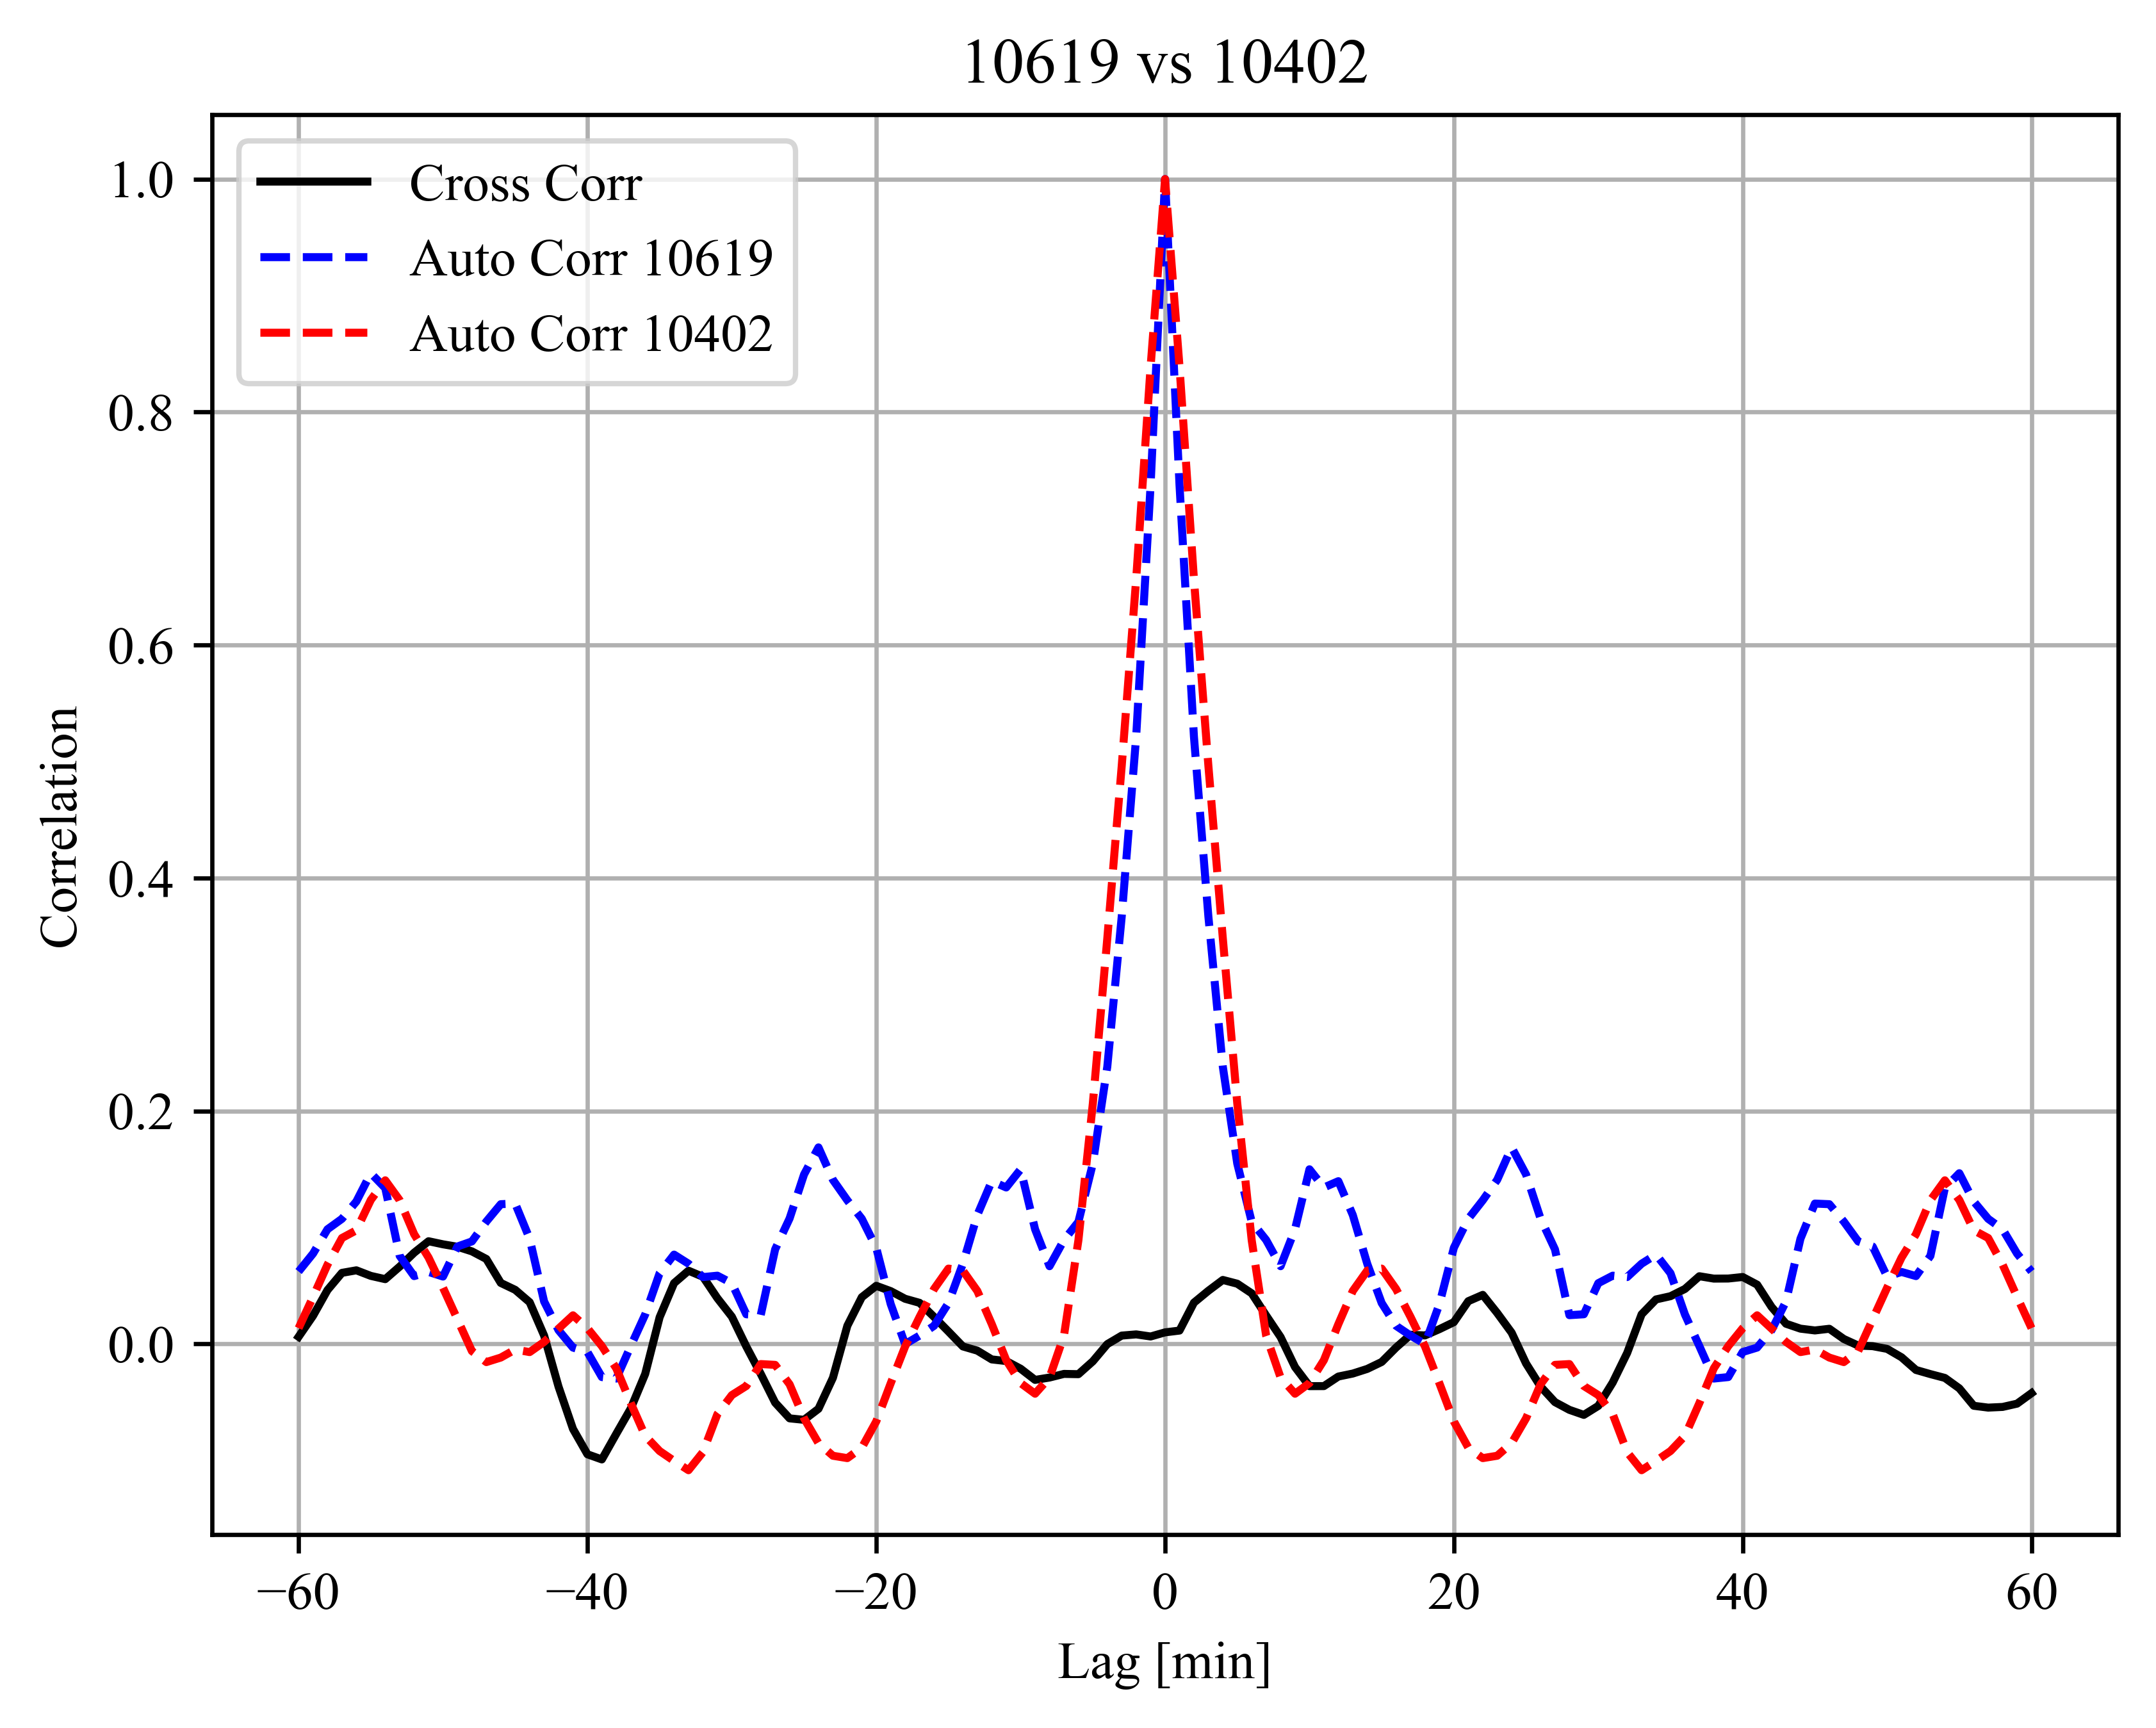 10619 vs 10402
Cross Corr
Auto Corr 10619
Auto Corr 10402
1.0
0.8
0.6
0.4
0.2
0.0
Correlation
−60 −40 −20 0 20 40 60
Lag [min]